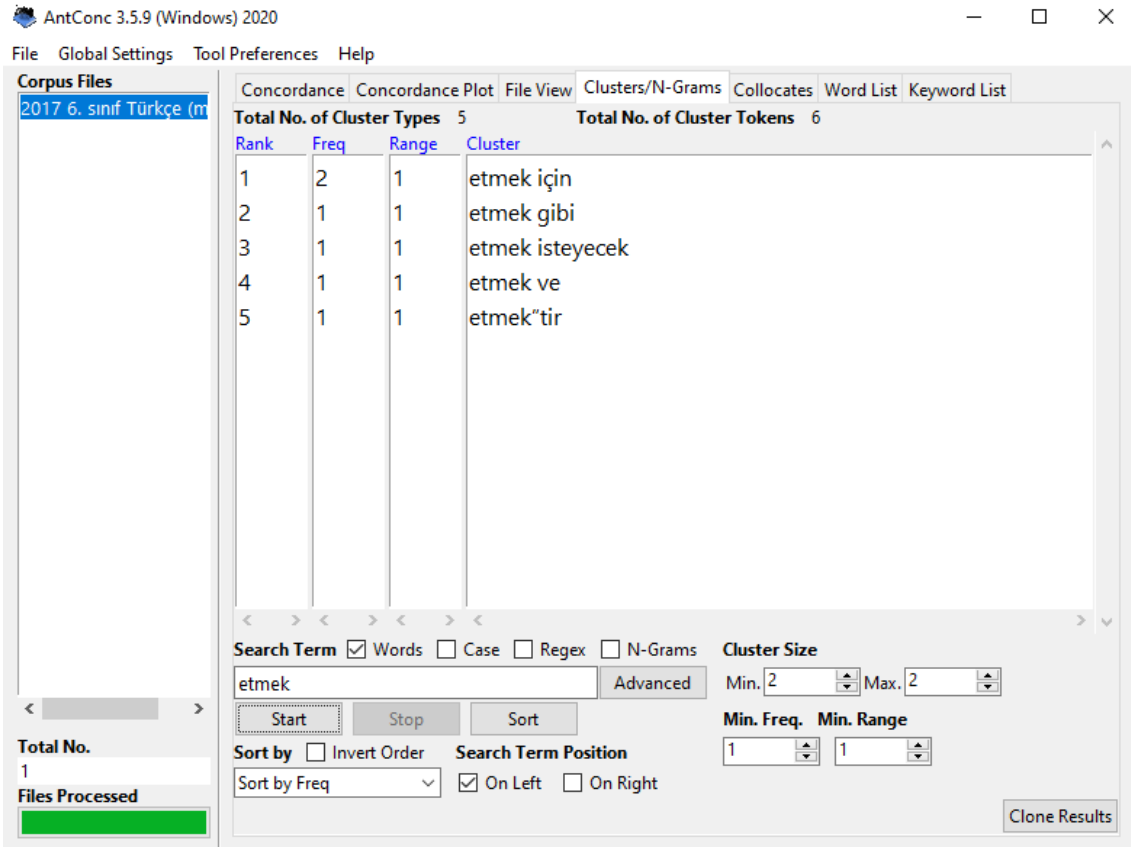 AntConc 3.5.9 (Windows) 2020
File Global Settings Tool Preferences Help
Corpus Files
2017 6. sınıf Türkçe (m
Total No.
1
Files Processed
Concordance Concordance Plot File View Clusters/N-Grams Collocates Word List Keyword List
Total No. of Cluster Types 5 Total No. of Cluster Tokens 6
Rank Freq Range Cluster
1 2 1 etmek için
2 1 1 etmek gibi
3 1 1 etmek isteyecek
4 1 1 etmek ve
5 1 1 etmek“tir
Search Term Words Case Regex N-Grams Cluster Size
etmek Advanced Min. 2 Max. 2
Start Stop Sort Min. Freq. Min. Range
Sort by Invert Order Search Term Position 1 1
Sort by Freq On Left On Right
Clone Results